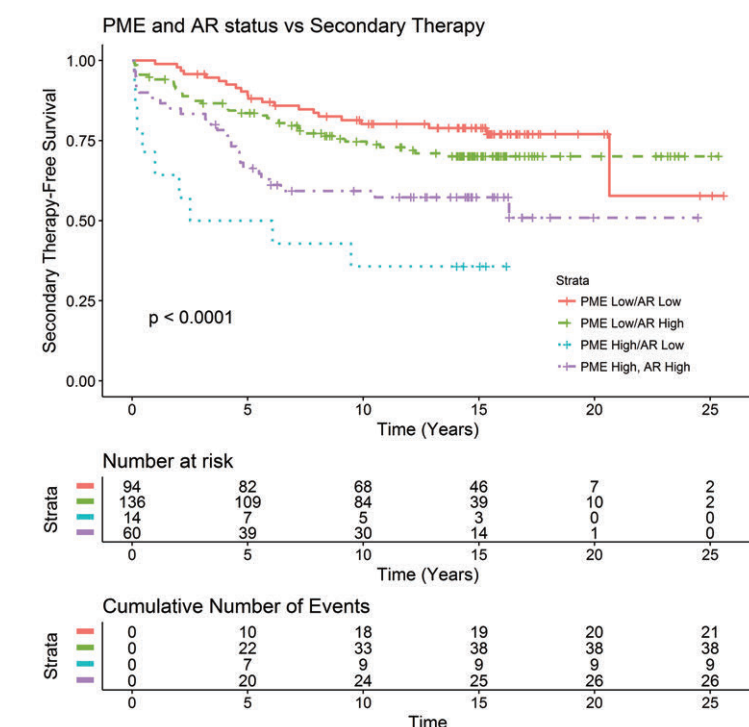 PME and AR status vs Secondary Therapy
Secondary Therapy-Free Survival
1.00
0.75
0.50
0.25
0.00
p < 0.0001
Strata
PME Low/AR Low
PME Low/AR High
PME High/AR Low
PME High, AR High
0 5 10 15 20 25
Time (Years)
Number at risk
Strata
94 82 68 46 7 2
136 109 84 39 10 2
14 7 5 3 0 0
60 39 30 14 1 0
0 5 10 15 20 25
Time (Years)
Cumulative Number of Events
Strata
0 10 18 19 20 21
0 22 33 38 38 38
0 7 9 9 9 9
0 20 24 25 26 26
0 5 10 15 20 25
Time